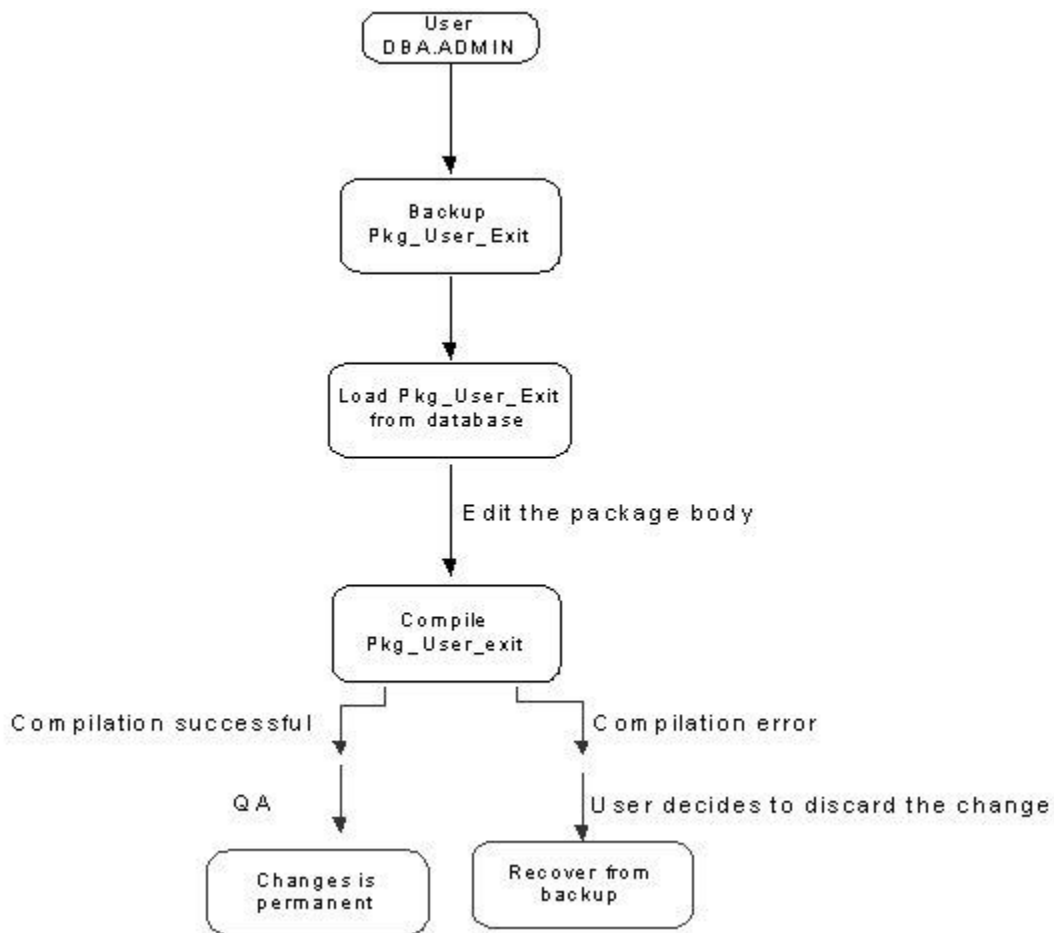 User
DBA.ADMIN
Backup
Pkg_User_Exit
Load Pkg_User_Exit
from database
Edit the package body
Compile
Pkg_User_exit
Compilation successful
Compilation error
QA
User decides to discard the change
Changes is
permanent
Recover from
backup